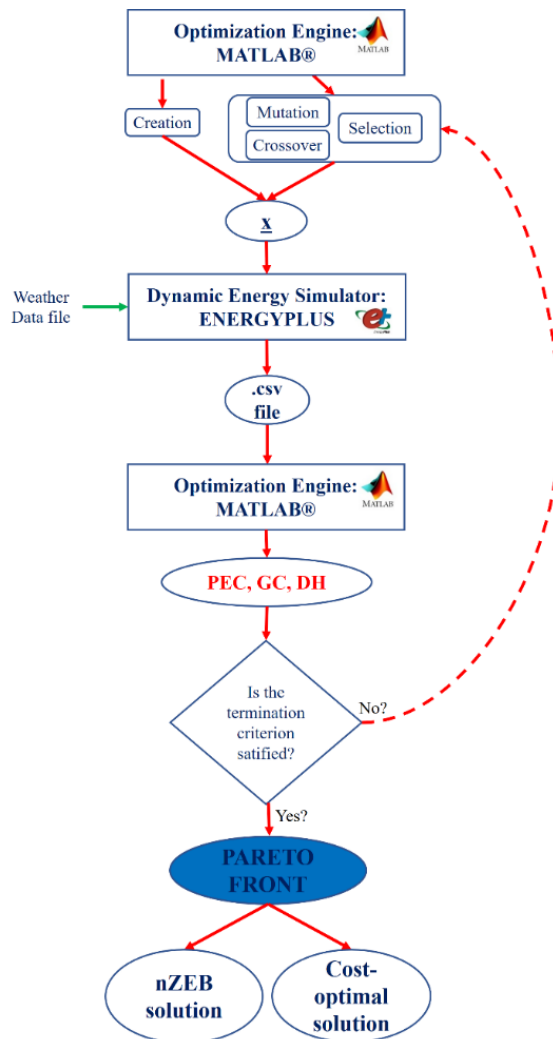 Optimization Engine:
MATLAB®
MATLAB
Creation
Mutation
Crossover
Selection
x
Weather
Data file
Dynamic Energy Simulator:
ENERGYPLUS
.csv
file
Optimization Engine:
MATLAB®
MATLAB
PEC, GC, DH
Is the
termination
criterion
satified?
No?
Yes?
PARETO
FRONT
nZEB
solution
Cost-
optimal
solution